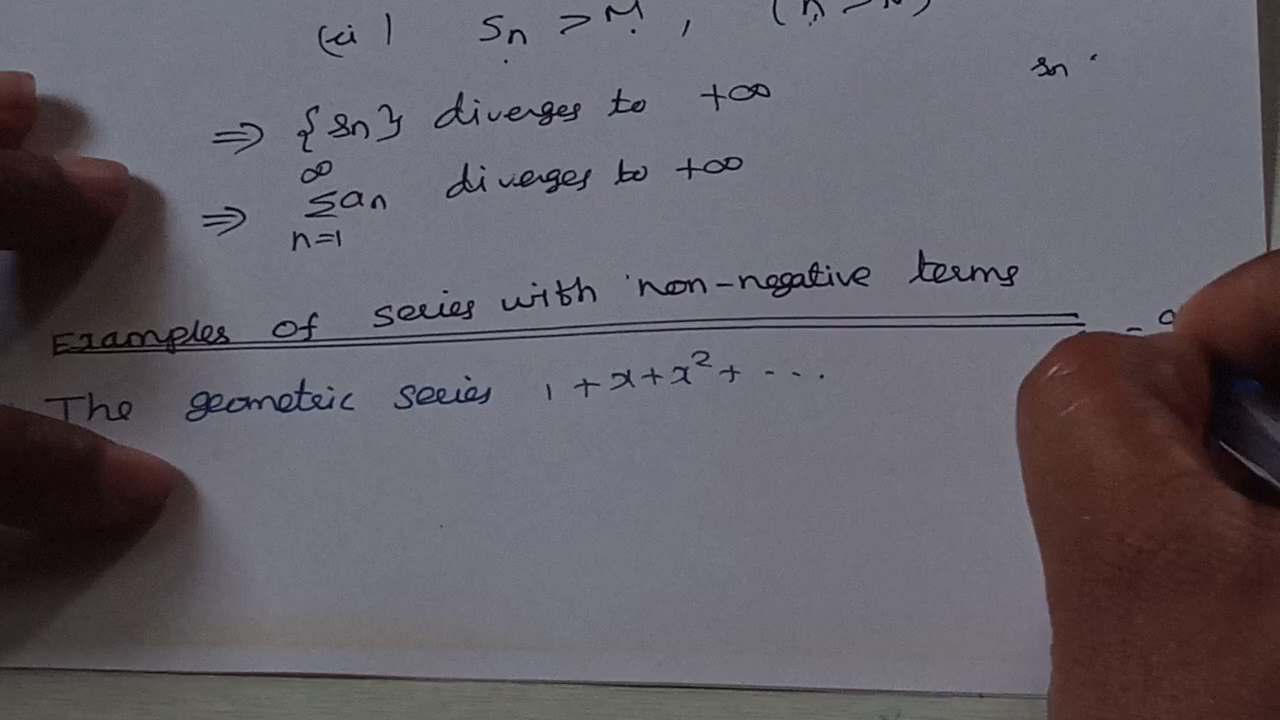 (ii) Sn > M, (n > N)
Sn
⇒ {Sn} diverges to +∞
∞
⇒ Σan diverges to +∞
n=1
Examples of series with non-negative terms
The geometric series 1 + x + x² + ...